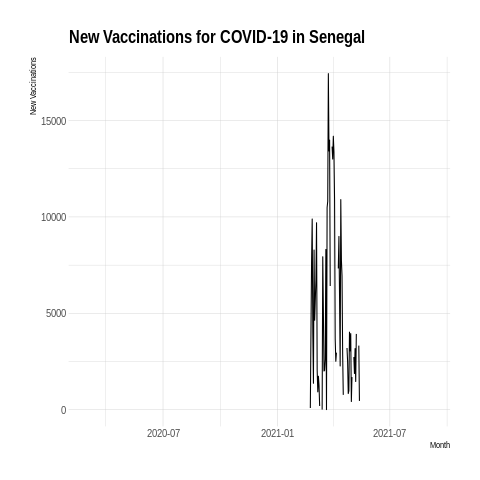 New Vaccinations for COVID-19 in Senegal
New Vaccinations
15000
10000
5000
0
2020-07
2021-01
2021-07
Month